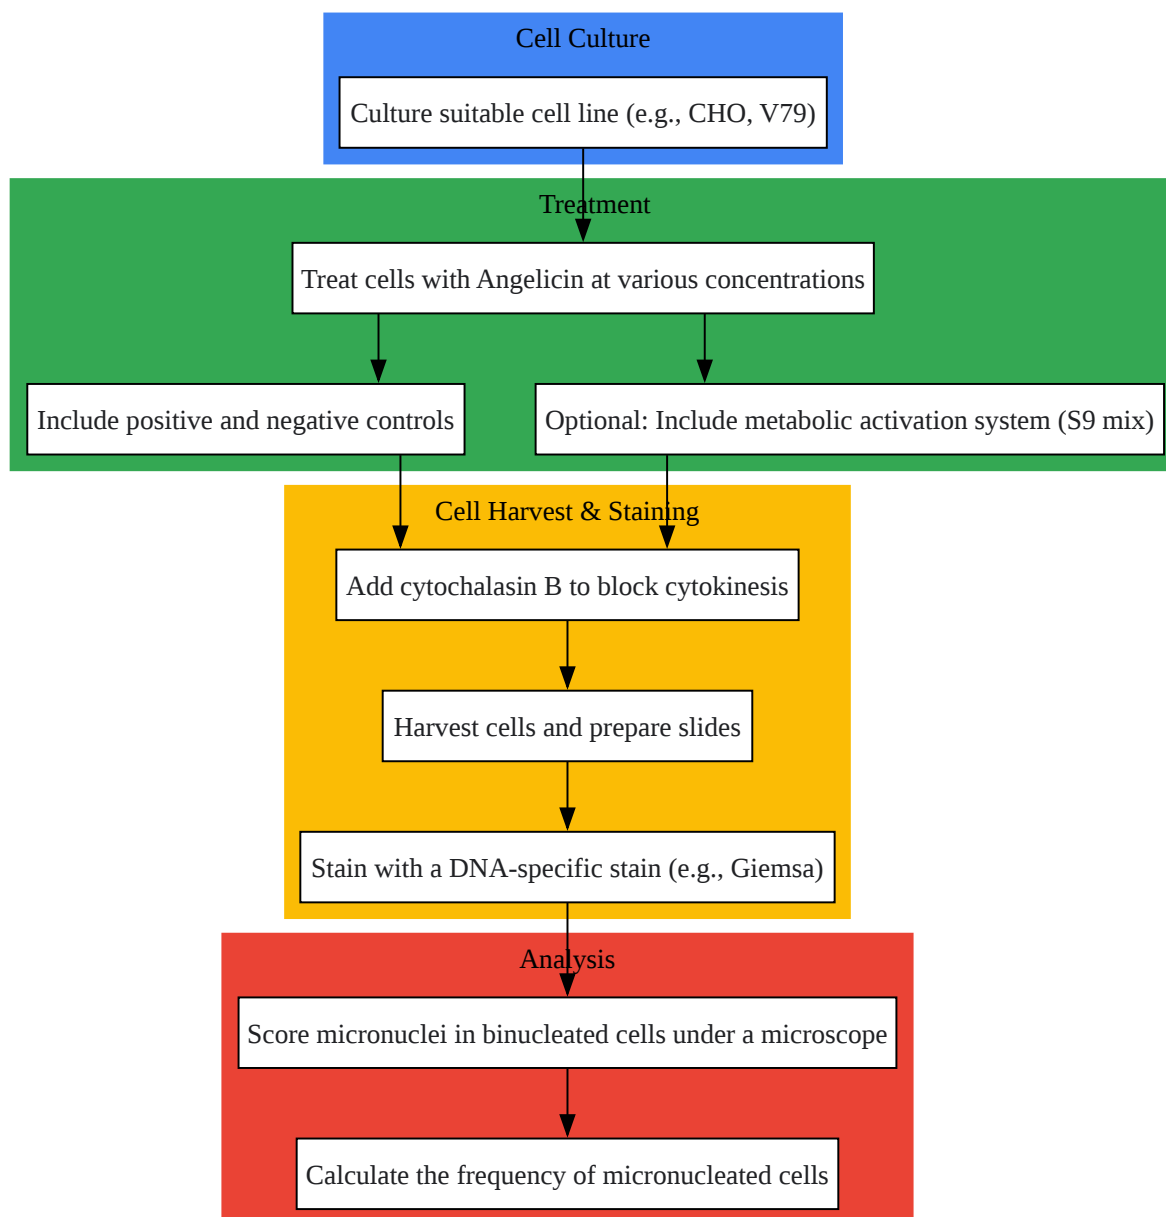 Cell Culture
Culture suitable cell line (e.g., CHO, V79)
Treatment
Treat cells with Angelicin at various concentrations
Include positive and negative controls
Optional: Include metabolic activation system (S9 mix)
Cell Harvest & Staining
Add cytochalasin B to block cytokinesis
Harvest cells and prepare slides
Stain with a DNA-specific stain (e.g., Giemsa)
Analysis
Score micronuclei in binucleated cells under a microscope
Calculate the frequency of micronucleated cells